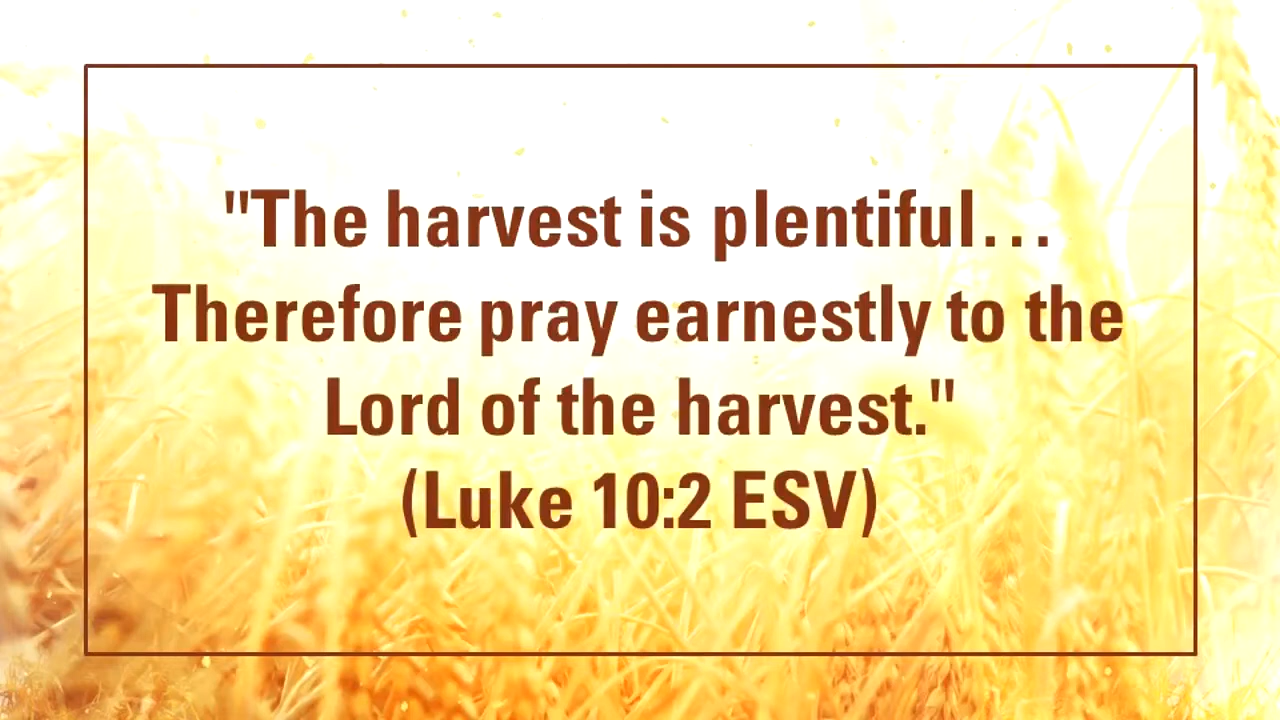 "The harvest is plentiful…
Therefore pray earnestly to the
Lord of the harvest."
(Luke 10:2 ESV)